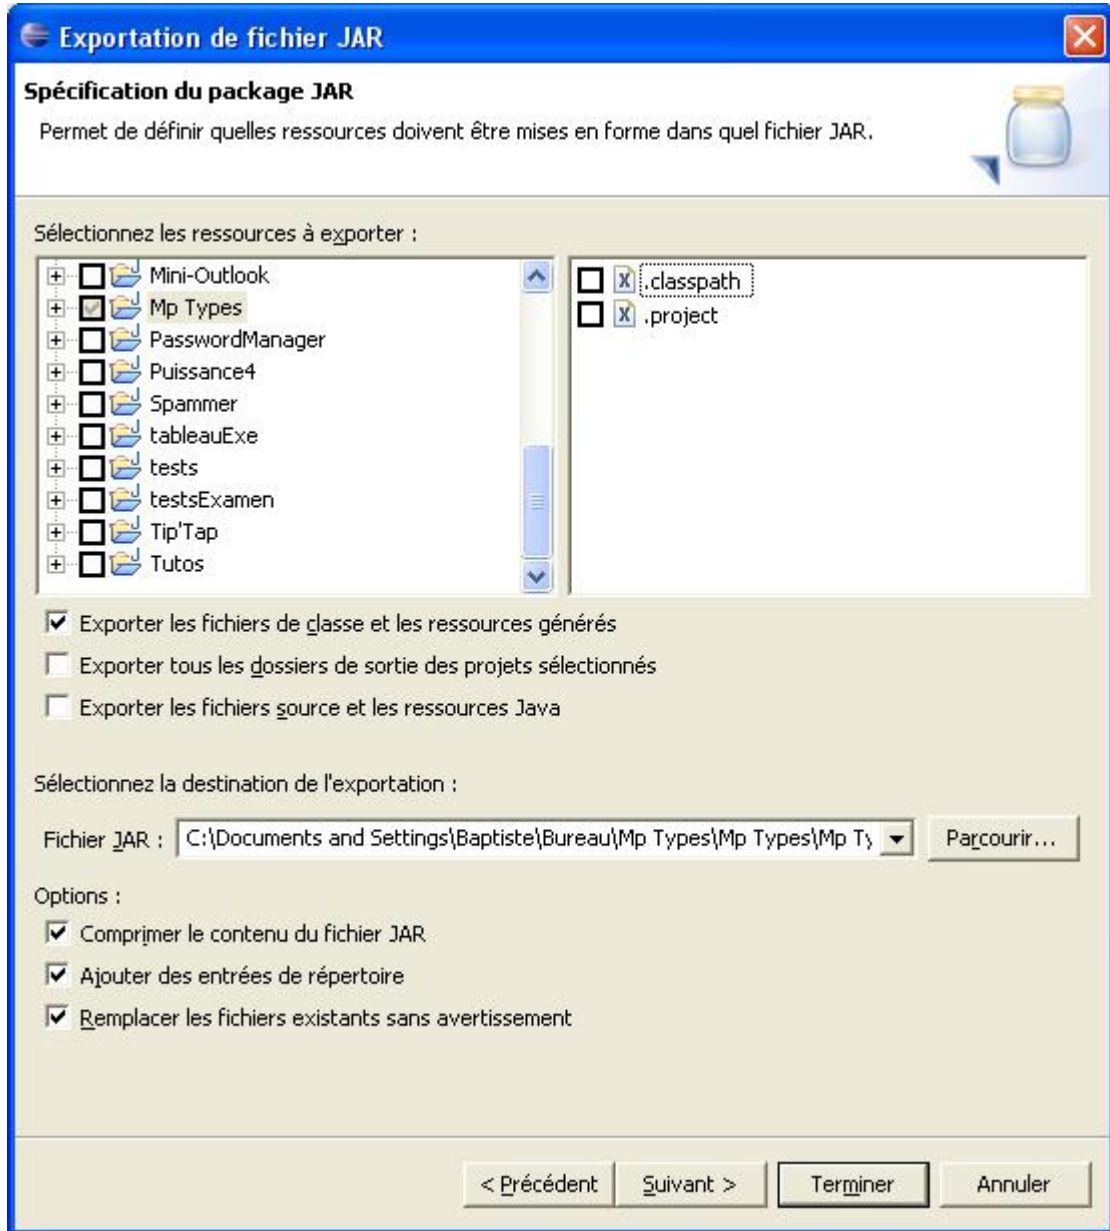 Exportation de fichier JAR
Spécification du package JAR
Permet de définir quelles ressources doivent être mises en forme dans quel fichier JAR.
Sélectionnez les ressources à exporter :
Mini-Outlook
Mp Types
PasswordManager
Puissance4
Spammer
tableauExe
tests
testsExamen
Tip'Tap
Tutos
.classpath
.project
Exporter les fichiers de classe et les ressources générés
Exporter tous les dossiers de sortie des projets sélectionnés
Exporter les fichiers source et les ressources Java
Sélectionnez la destination de l'exportation :
Fichier JAR : C:\Documents and Settings\Baptiste\Bureau\Mp Types\Mp Types\Mp Ty Parcourir...
Options :
Comprimer le contenu du fichier JAR
Ajouter des entrées de répertoire
Remplacer les fichiers existants sans avertissement
< Précédent Suivant > Terminer Annuler